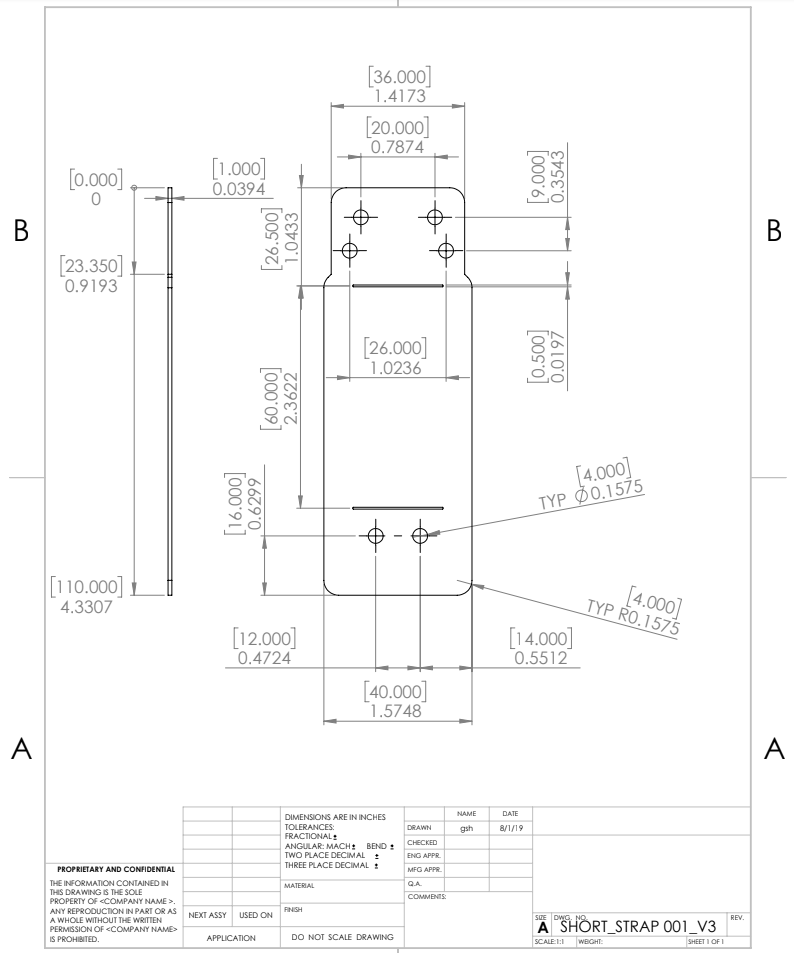 [36.000]
1.4173
[20.000]
0.7874
[0.000]
0
[1.000]
0.0394
[9.000]
0.3543
B
B
[26.500]
1.0433
[23.350]
0.9193
[0.500]
0.0197
[26.000]
1.0236
[60.000]
2.3622
[4.000]
TYP Ø0.1575
[16.000]
0.6299
[110.000]
4.3307
[4.000]
TYP R0.1575
[12.000]
0.4724
[14.000]
0.5512
[40.000]
1.5748
A
A
PROPRIETARY AND CONFIDENTIAL
THE INFORMATION CONTAINED IN
THIS DRAWING IS THE SOLE
PROPERTY OF <COMPANY NAME >.
ANY REPRODUCTION IN PART OR AS
A WHOLE WITHOUT THE WRITTEN
PERMISSION OF <COMPANY NAME>
IS PROHIBITED.
NEXT ASSY USED ON
APPLICATION
DIMENSIONS ARE IN INCHES
TOLERANCES:
FRACTIONAL ±
ANGULAR: MACH ± BEND ±
TWO PLACE DECIMAL ±
THREE PLACE DECIMAL ±
MATERIAL
FINISH
DO NOT SCALE DRAWING
NAME DATE
DRAWN gsh 8/1/19
CHECKED
ENG APPR.
MFG APPR.
Q.A.
COMMENTS:
SIZE DWG. NO. REV.
A SHORT_STRAP 001_V3
SCALE:1:1 WEIGHT: SHEET 1 OF 1